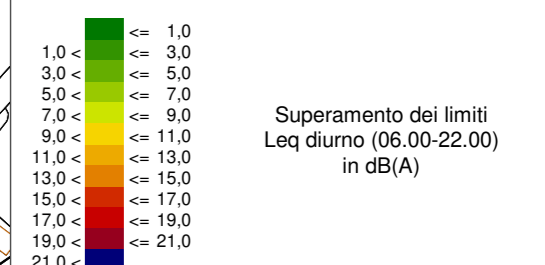 <= 1,0
1,0 < <= 3,0
3,0 < <= 5,0
5,0 < <= 7,0
7,0 < <= 9,0
9,0 < <= 11,0
11,0 < <= 13,0
13,0 < <= 15,0
15,0 < <= 17,0
17,0 < <= 19,0
19,0 < <= 21,0
21,0 <
Superamento dei limiti
Leq diurno (06.00-22.00)
in dB(A)